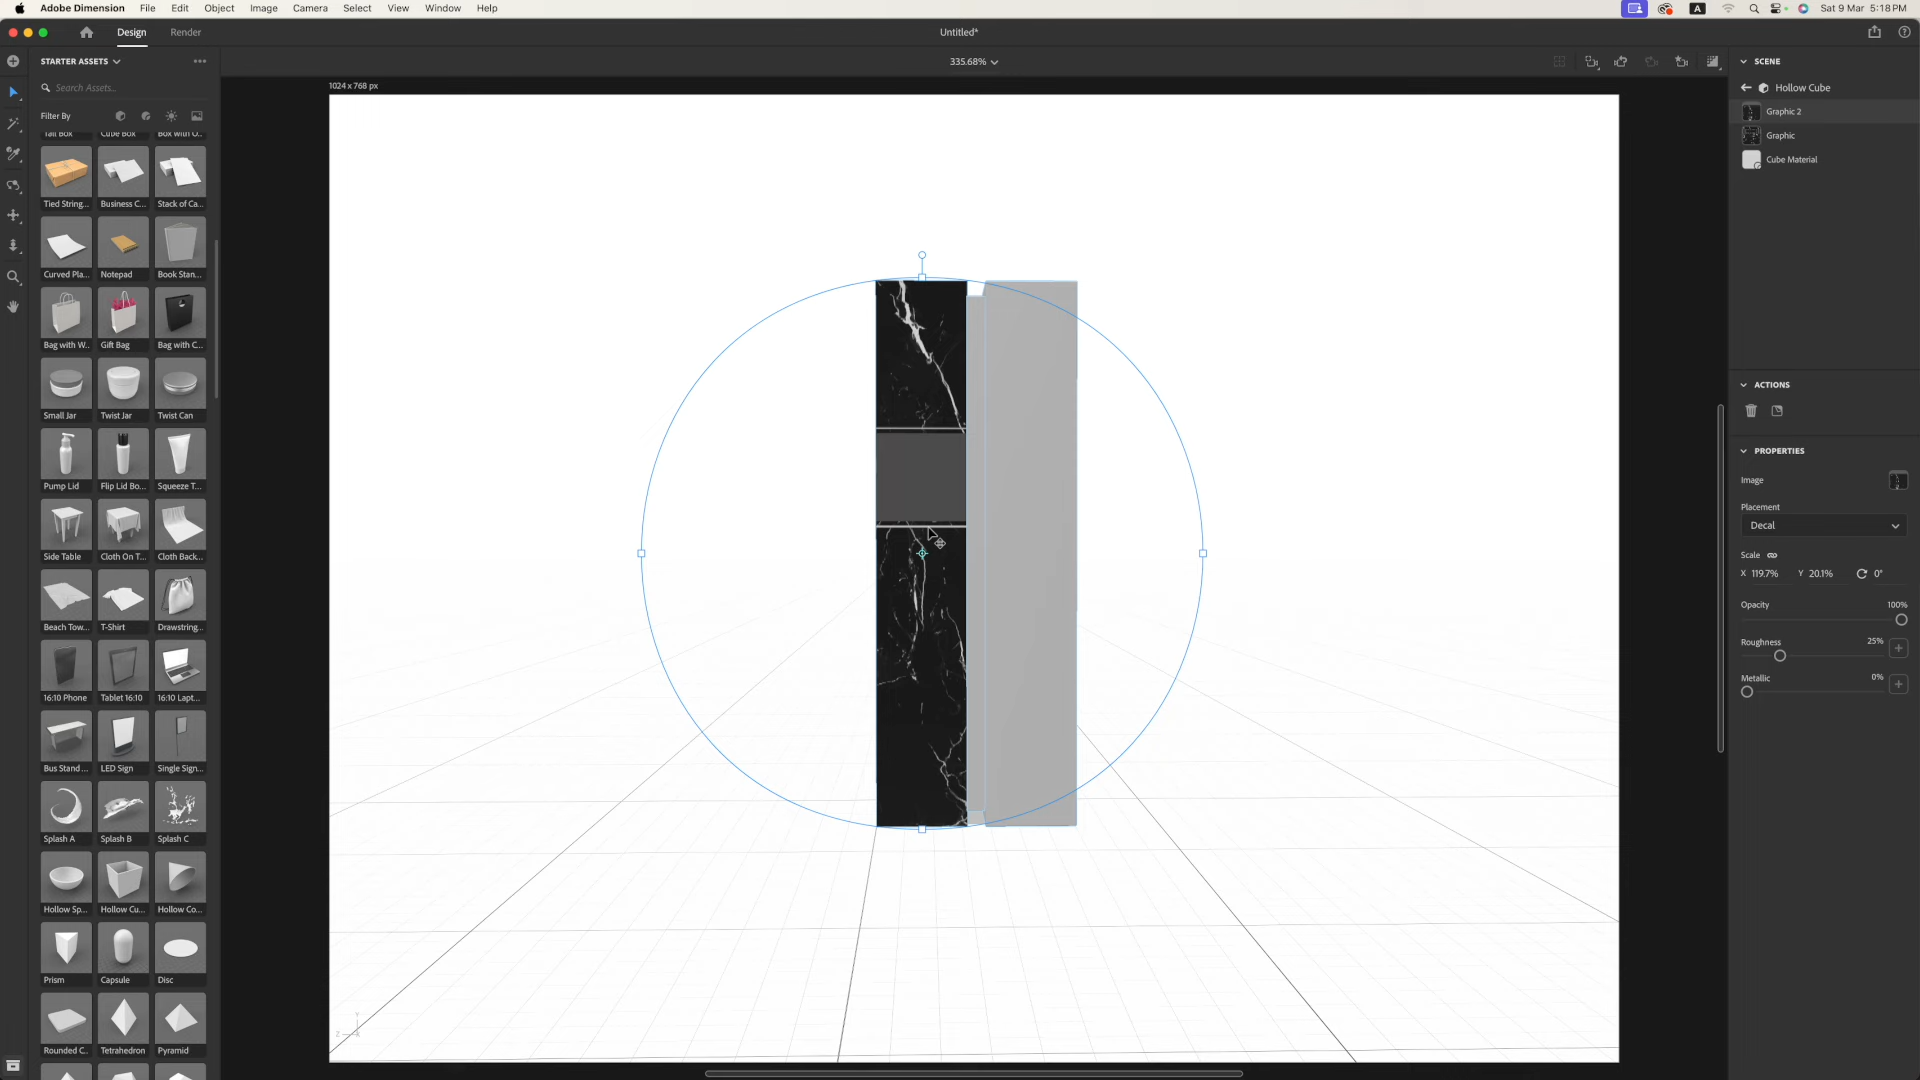 Adobe Dimension File Edit Object Image Camera Select View Window Help
A Sat 9 Mar 5:18 PM
Design Render Untitled*
STARTER ASSETS
335.68%
Search Assets...
Filter By
Tall Box Cube Box Box with O...
Tied String... Business C... Stack of Ca...
Curved Pla... Notepad Book Stan...
Bag with W... Gift Bag Bag with C...
Small Jar Twist Jar Twist Can
Pump Lid Flip Lid Bo... Squeeze T...
Side Table Cloth On T... Cloth Back...
Beach Tow... T-Shirt Drawstring...
16:10 Phone Tablet 16:10 16:10 Lapt...
Bus Stand ... LED Sign Single Sign...
Splash A Splash B Splash C
Hollow Sp... Hollow Cu... Hollow Co...
Prism Capsule Disc
Rounded C... Tetrahedron Pyramid
1024 x 768 px
Y
Z
SCENE
Hollow Cube
Graphic 2
Graphic
Cube Material
ACTIONS
PROPERTIES
Image
Placement
Decal
Scale
X 119.7% Y 20.1% 0°
Opacity 100%
Roughness 25%
Metallic 0%